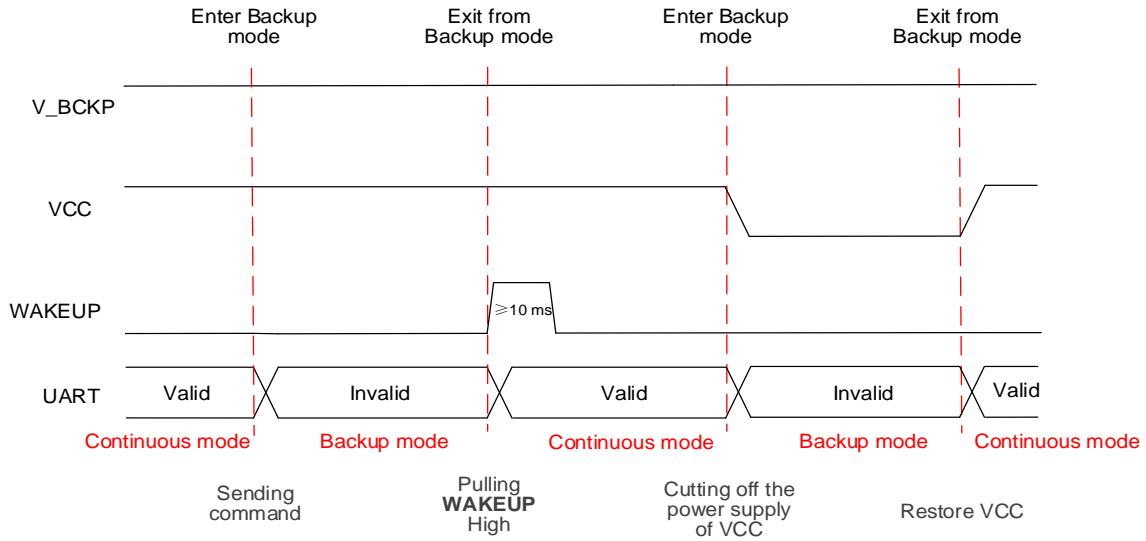 Enter Backup
mode
Exit from
Backup mode
Enter Backup
mode
Exit from
Backup mode
V_BCKP
VCC
WAKEUP
≥10 ms
UART
Valid
Invalid
Valid
Invalid
Valid
Continuous mode
Backup mode
Continuous mode
Backup mode
Continuous mode
Sending
command
Pulling
WAKEUP
High
Cutting off the
power supply
of VCC
Restore VCC